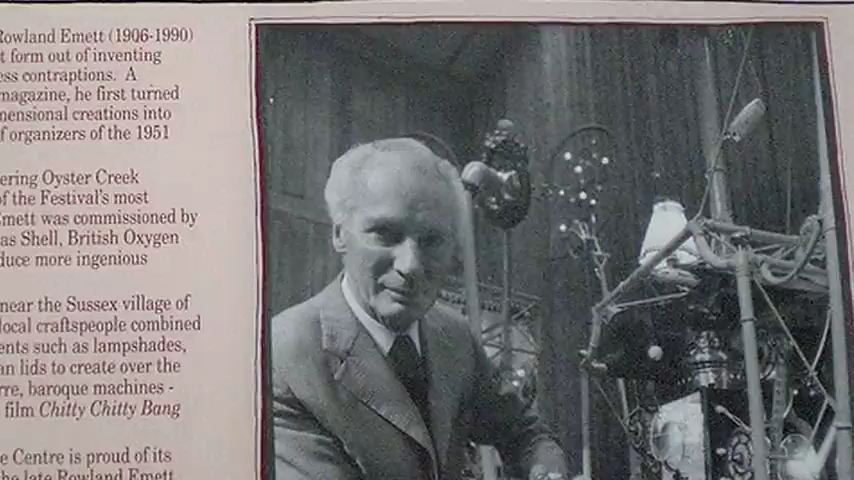 Rowland Emett (1906-1990)
t form out of inventing
ess contraptions. A
magazine, he first turned
mensional creations into
f organizers of the 1951
ering Oyster Creek
of the Festival's most
Emett was commissioned by
as Shell, British Oxygen
duce more ingenious
near the Sussex village of
local craftspeople combined
ents such as lampshades,
an lids to create over the
rre, baroque machines -
film Chitty Chitty Bang
e Centre is proud of its
the late Rowland Emett